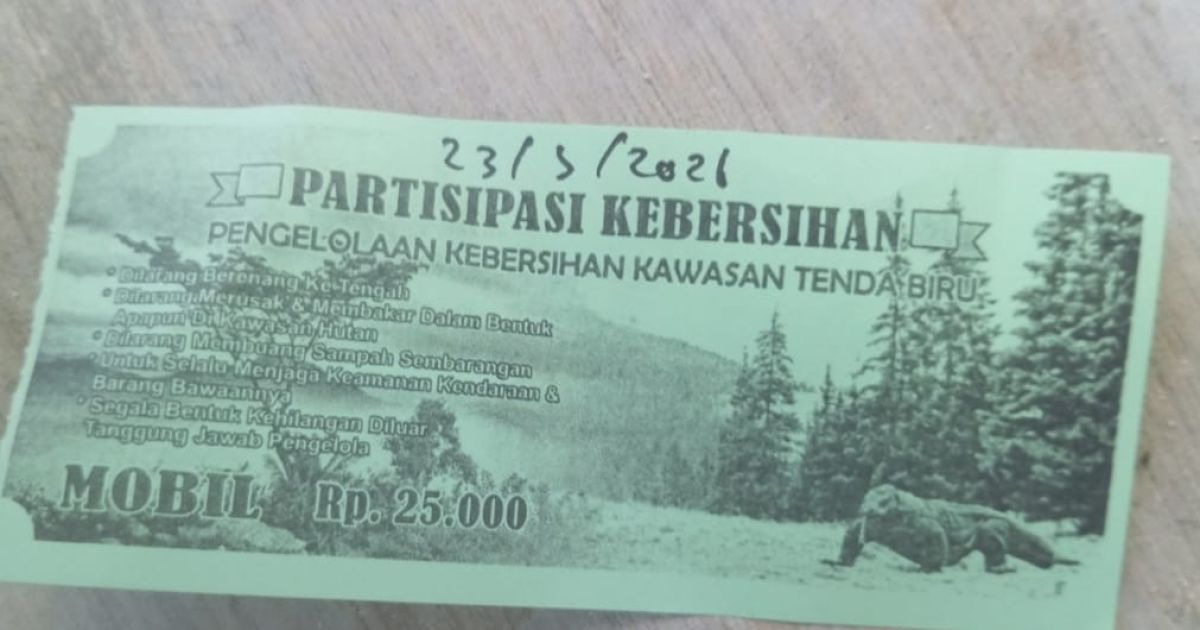 23/5/2026
PARTISIPASI KEBERSIHAN
PENGELOLAAN KEBERSIHAN KAWASAN TENDA BIRU
* Dilarang Berenang Ke Tengah
* Dilarang Merusak & Membakar Dalam Bentuk
Apapun Di Kawasan Hutan
* Dilarang Membuang Sampah Sembarangan
* Untuk Selalu Menjaga Keamanan Kendaraan &
Barang Bawaannya
* Segala Bentuk Kehilangan Diluar
Tanggung Jawab Pengelola
MOBIL Rp. 25.000